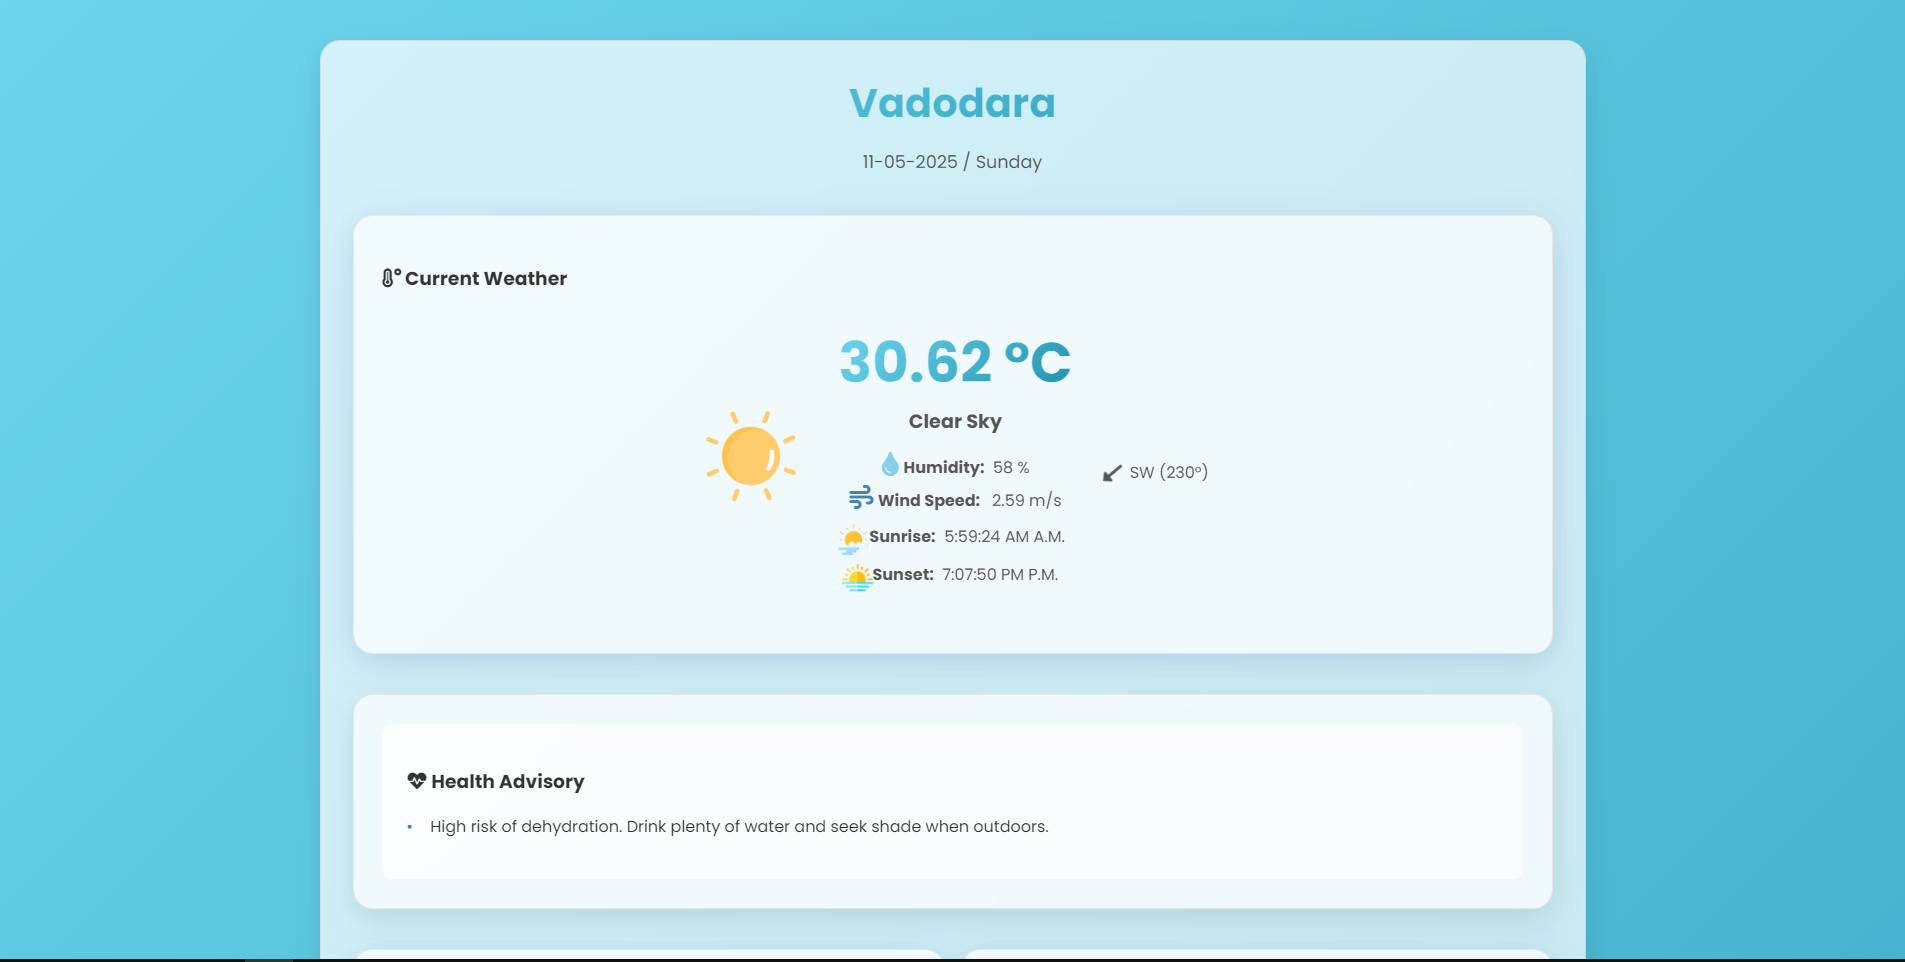 Vadodara
11-05-2025 / Sunday
Current Weather
30.62 °C
Clear Sky
Humidity: 58 %
SW (230°)
Wind Speed: 2.59 m/s
Sunrise: 5:59:24 AM A.M.
Sunset: 7:07:50 PM P.M.
Health Advisory
• High risk of dehydration. Drink plenty of water and seek shade when outdoors.